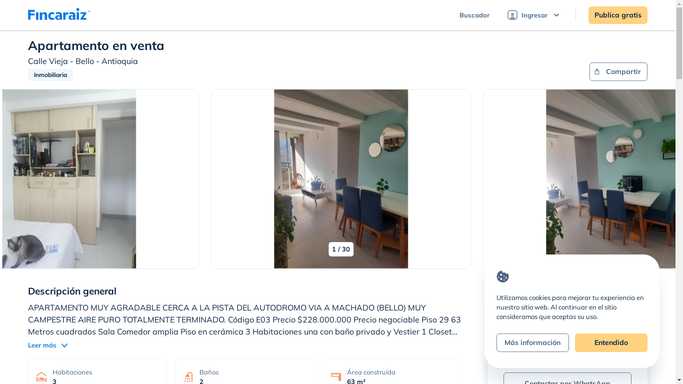 Fincaraiz
Buscador
Ingresar
Publica gratis
Apartamento en venta
Calle Vieja - Bello - Antioquia
Inmobiliaria
Compartir
1 / 30
Descripción general
APARTAMENTO MUY AGRADABLE CERCA A LA PISTA DEL AUTODROMO VIA A MACHADO (BELLO) MUY
CAMPESTRE AIRE PURO TOTALMENTE TERMINADO. Código E03 Precio $228.000.000 Precio negociable Piso 29 63
Metros cuadrados Sala Comedor amplia Piso en cerámica 3 Habitaciones una con baño privado y Vestier 1 Closet...
Leer más
Habitaciones
3
Baños
2
Área construida
63 m²
Utilizamos cookies para mejorar tu experiencia en
nuestro sitio web. Al continuar en el sitio
consideramos que aceptas su uso.
Más información
Entendido
Contactar por WhatsApp